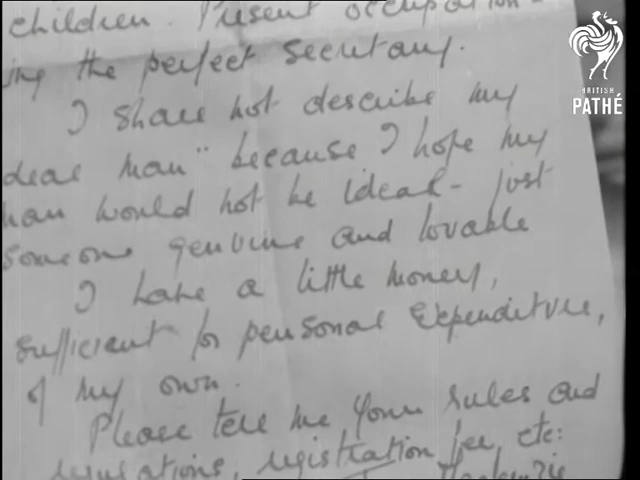 children. Present occupation -
ing the perfect secretary.
I shall not describe my
deal man" because I hope my
man would not be ideal - just
someone genuine and lovable
I have a little money,
sufficient for personal expenditure,
of my own.
Please tell me your rules and
regulations, registration fee, etc:
BRITISH
PATHÉ